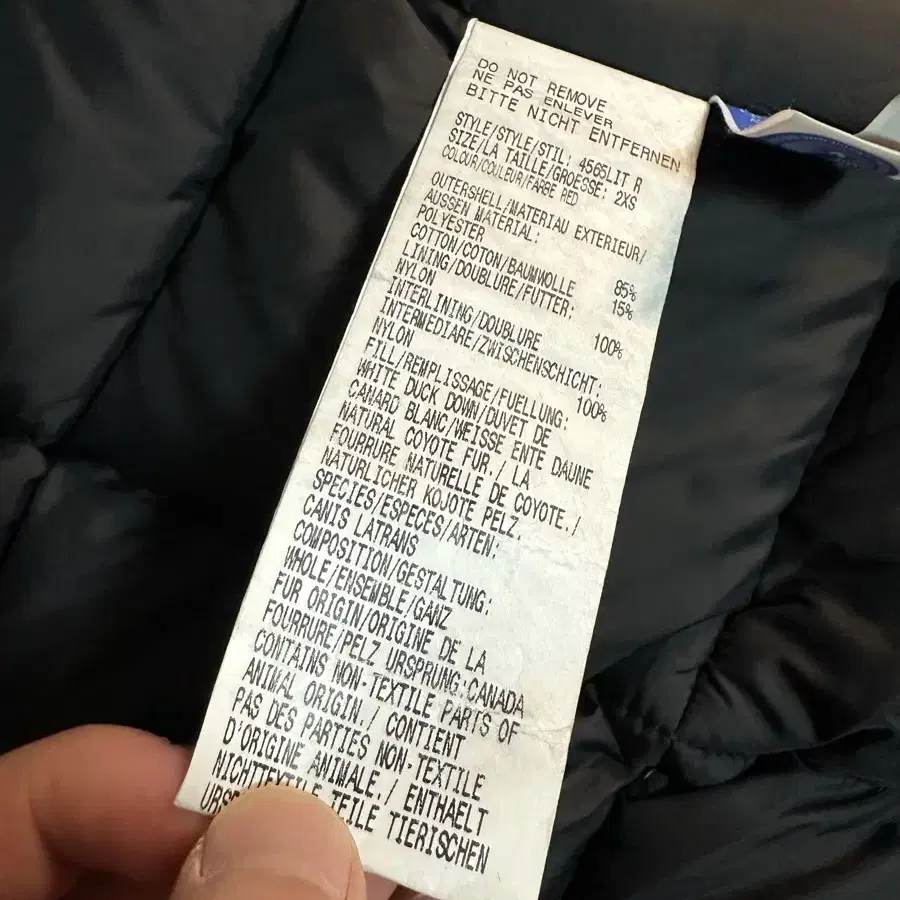 DO NOT REMOVE
NE PAS ENLEVER
BITTE NICHT ENTFERNEN
STYLE/STYLE/STIL: 4565LIT R
SIZE/LA TAILLE/GROESSE: 2XS
COLOUR/COULEUR/FARBE RED
OUTERSHELL/MATERIAU EXTERIEUR/
AUSSEN MATERIAL:
POLYESTER 85%
COTTON/COTON/BAUMWOLLE 15%
LINING/DOUBLURE/FUTTER:
NYLON 100%
INTERLINING/DOUBLURE
INTERMEDIARE/ZWISCHENSCHICHT:
NYLON 100%
FILL/REMPLISSAGE/FUELLUNG:
WHITE DUCK DOWN/DUVET DE
CANARD BLANC/WEISSE ENTE DAUNE
NATURAL COYOTE FUR./ LA
FOURRURE NATURELLE DE COYOTE./
NATURLICHER KOJOTE PELZ.
SPECIES/ESPECES/ARTEN:
CANIS LATRANS
COMPOSITION/GESTALTUNG:
WHOLE/ENSEMBLE/GANZ
FUR ORIGIN/ORIGINE DE LA
FOURRURE/PELZ URSPRUNG:CANADA
CONTAINS NON-TEXTILE PARTS OF
ANIMAL ORIGIN./ CONTIENT
PAS DES PARTIES NON-TEXTILE
D'ORIGINE ANIMALE./ ENTHAELT
NICHTTEXTILE TEILE TIERISCHEN